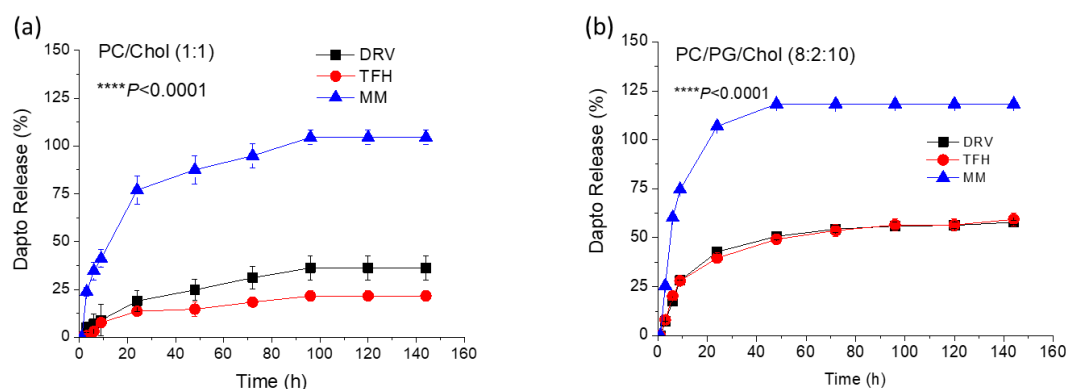 (a)
PC/Chol (1:1)
****P<0.0001
DRV
TFH
MM
Dapto Release (%)
150
125
100
75
50
25
0
0 20 40 60 80 100 120 140 160
Time (h)
(b)
PC/PG/Chol (8:2:10)
****P<0.0001
DRV
TFH
MM
Dapto Release (%)
150
125
100
75
50
25
0
0 20 40 60 80 100 120 140 160
Time (h)